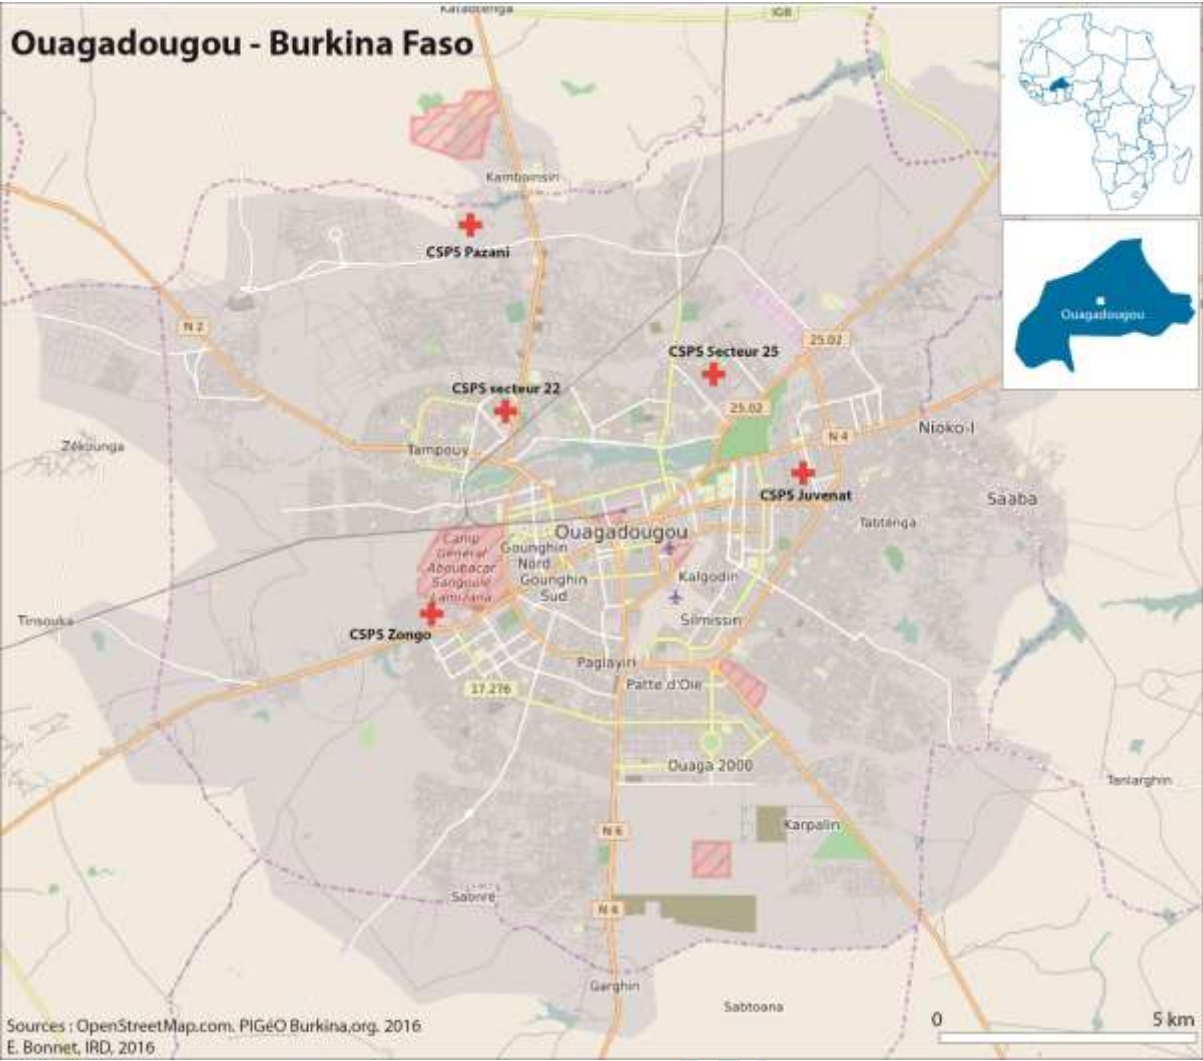 Kataotenga
Ouagadougou - Burkina Faso
Kamboinsin
CSPS Pazani
Ouagadougou
N 2
25.02
CSPS Secteur 25
CSPS secteur 22
25.02
Nioko-I
N 4
Zékounga
Tampouy
CSPS Juvenat
Saaba
Tabtenga
Ouagadougou
Camp
Général
Aboubacar
Sangoulé
Lamizana
Gounghin
Nord
Gounghin
Sud
Kalgodin
Tinsouka
Silmissin
CSPS Zongo
Paglayiri
Patte d'Oie
17 276
Ouaga 2000
Tanlarghin
Karpalin
N 6
Sabnré
N 6
Garghin
Sabtoana
Sources : OpenStreetMap.com. PIGéO Burkina,org. 2016
E. Bonnet, IRD, 2016
0 5 km